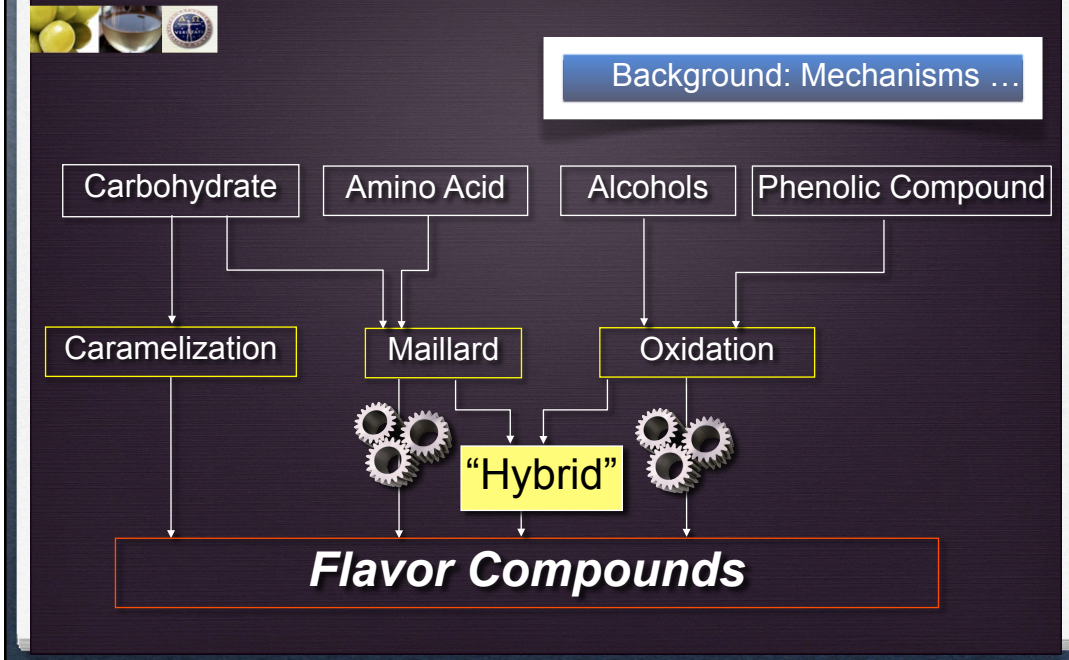 Background: Mechanisms …
Carbohydrate
Amino Acid
Alcohols
Phenolic Compound
Caramelization
Maillard
Oxidation
“Hybrid”
Flavor Compounds